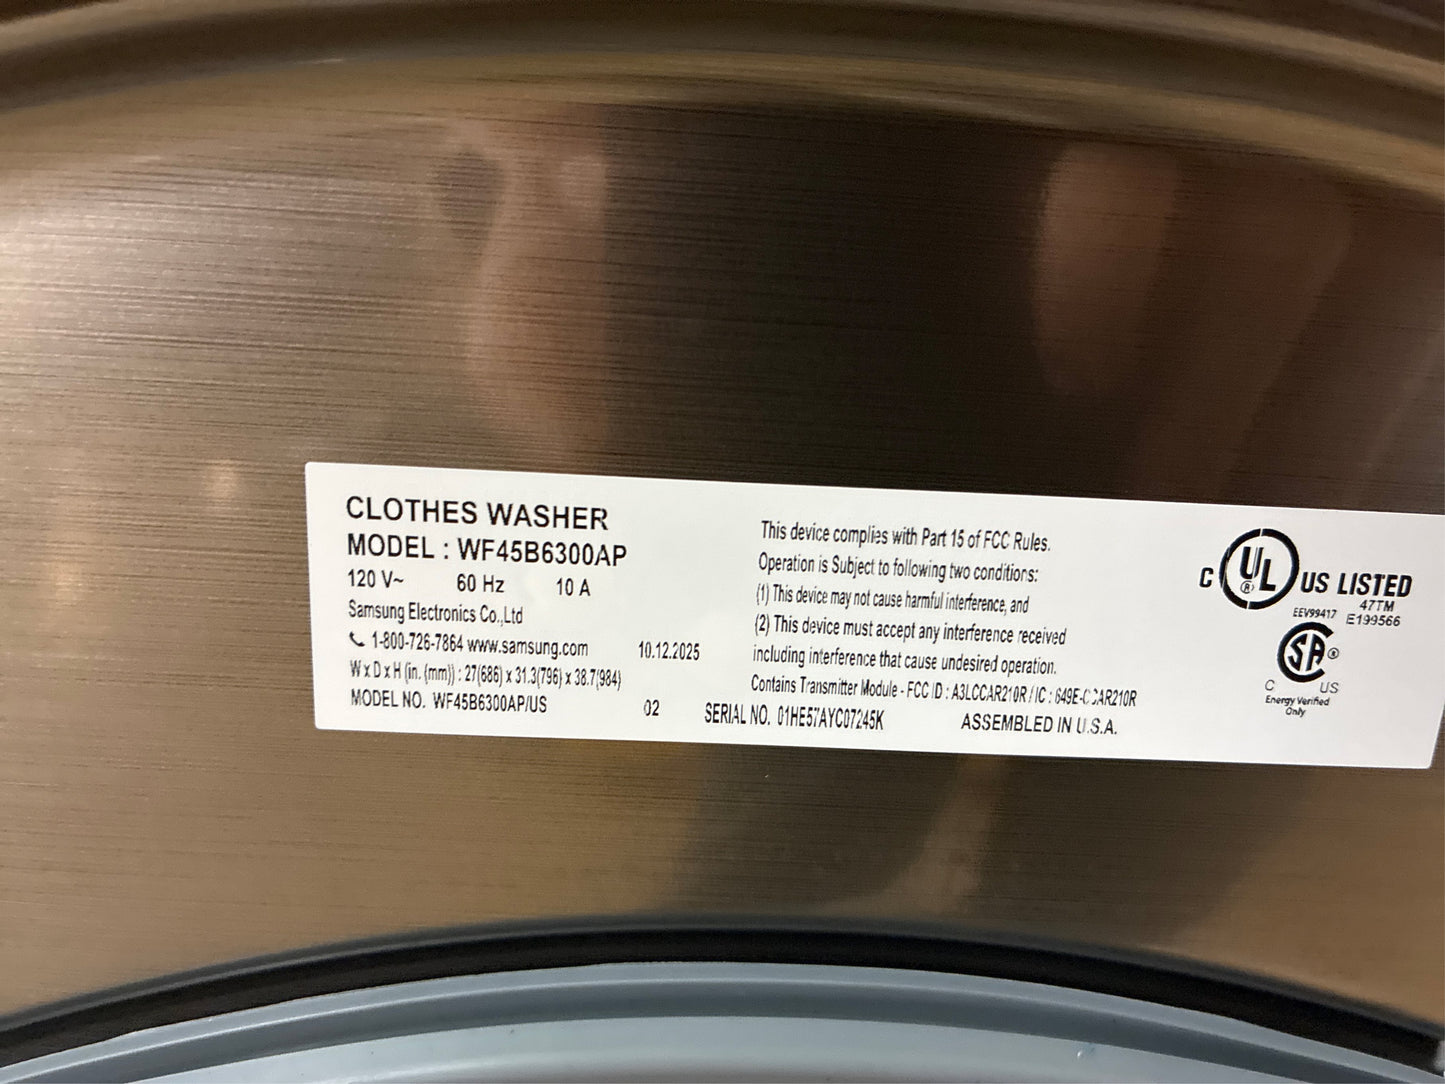 CLOTHES WASHER
MODEL : WF45B6300AP
120 V~ 60 Hz 10 A
Samsung Electronics Co.,Ltd
1-800-726-7864 www.samsung.com 10.12.2025
W x D x H (in. (mm)) : 27(686) x 31.3(796) x 38.7(984)
MODEL NO. WF45B6300AP/US 02 SERIAL NO. 01HE57AYC07245K ASSEMBLED IN U.S.A.
This device complies with Part 15 of FCC Rules.
Operation is Subject to following two conditions:
(1) This device may not cause harmful interference, and
(2) This device must accept any interference received
including interference that cause undesired operation.
Contains Transmitter Module - FCC ID : A3LCCAR210R / IC : 649E-CCAR210R
C UL ® US LISTED
47TM
EEV99417 E199566
SA ®
C US
Energy Verified
Only